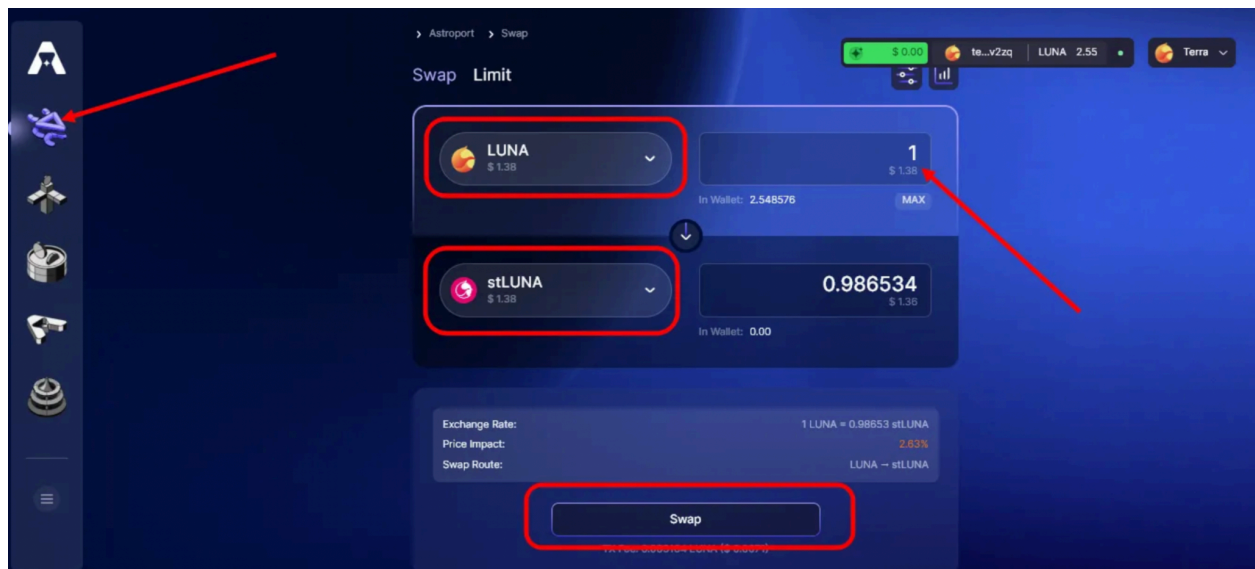 Astroport Swap
$ 0.00 te...v2zq LUNA 2.55 Terra
Swap Limit
LUNA
$ 1.38
1
$ 1.38
In Wallet: 2.548576 MAX
stLUNA
$ 1.38
0.986534
$ 1.36
In Wallet: 0.00
Exchange Rate: 1 LUNA = 0.98653 stLUNA
Price Impact: 2.63%
Swap Route: LUNA → stLUNA
Swap